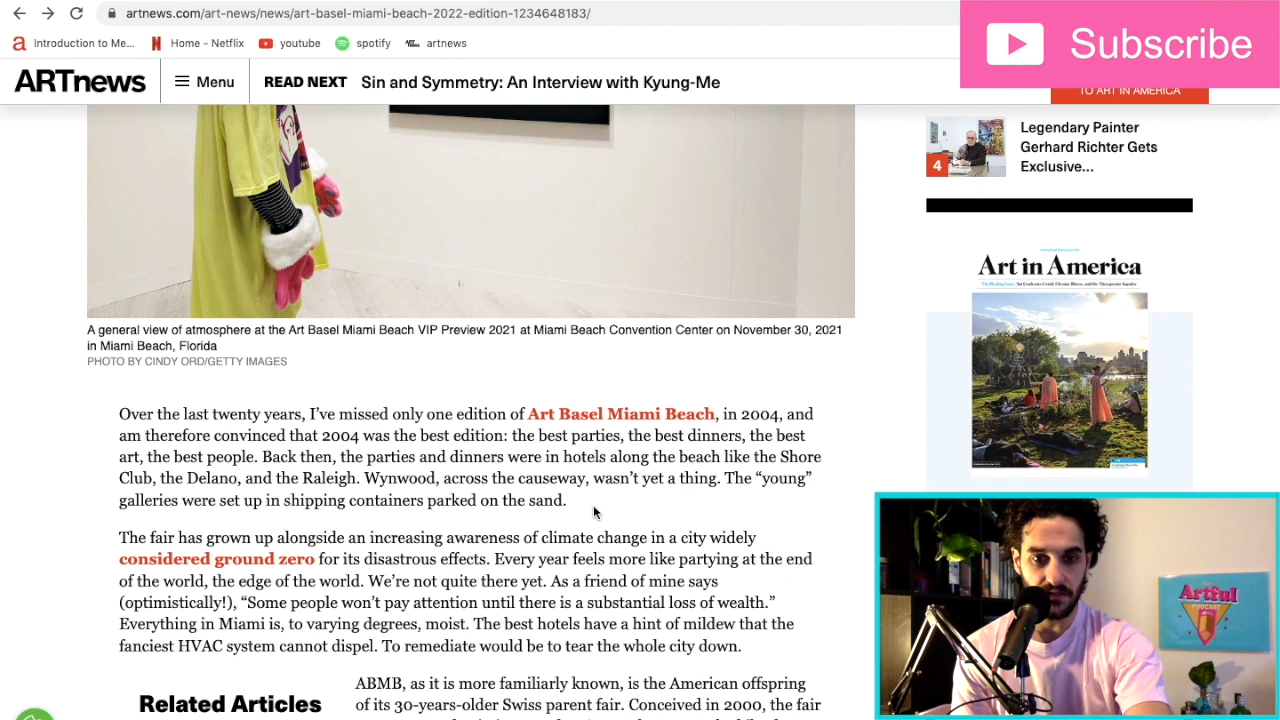 artnews.com/art-news/news/art-basel-miami-beach-2022-edition-1234648183/
Introduction to Me...
Home - Netflix
youtube
spotify
artnews
Subscribe
ARTnews
Menu
READ NEXT
Sin and Symmetry: An Interview with Kyung-Me
TO ART IN AMERICA
4
Legendary Painter
Gerhard Richter Gets
Exclusive...
Art in America
A general view of atmosphere at the Art Basel Miami Beach VIP Preview 2021 at Miami Beach Convention Center on November 30, 2021
in Miami Beach, Florida
PHOTO BY CINDY ORD/GETTY IMAGES
Over the last twenty years, I’ve missed only one edition of Art Basel Miami Beach, in 2004, and
am therefore convinced that 2004 was the best edition: the best parties, the best dinners, the best
art, the best people. Back then, the parties and dinners were in hotels along the beach like the Shore
Club, the Delano, and the Raleigh. Wynwood, across the causeway, wasn’t yet a thing. The “young”
galleries were set up in shipping containers parked on the sand.
The fair has grown up alongside an increasing awareness of climate change in a city widely
considered ground zero for its disastrous effects. Every year feels more like partying at the end
of the world, the edge of the world. We’re not quite there yet. As a friend of mine says
(optimistically!), “Some people won’t pay attention until there is a substantial loss of wealth.”
Everything in Miami is, to varying degrees, moist. The best hotels have a hint of mildew that the
fanciest HVAC system cannot dispel. To remediate would be to tear the whole city down.
Related Articles
ABMB, as it is more familiarly known, is the American offspring
of its 30-years-older Swiss parent fair. Conceived in 2000, the fair
The
Artful
PODCAST